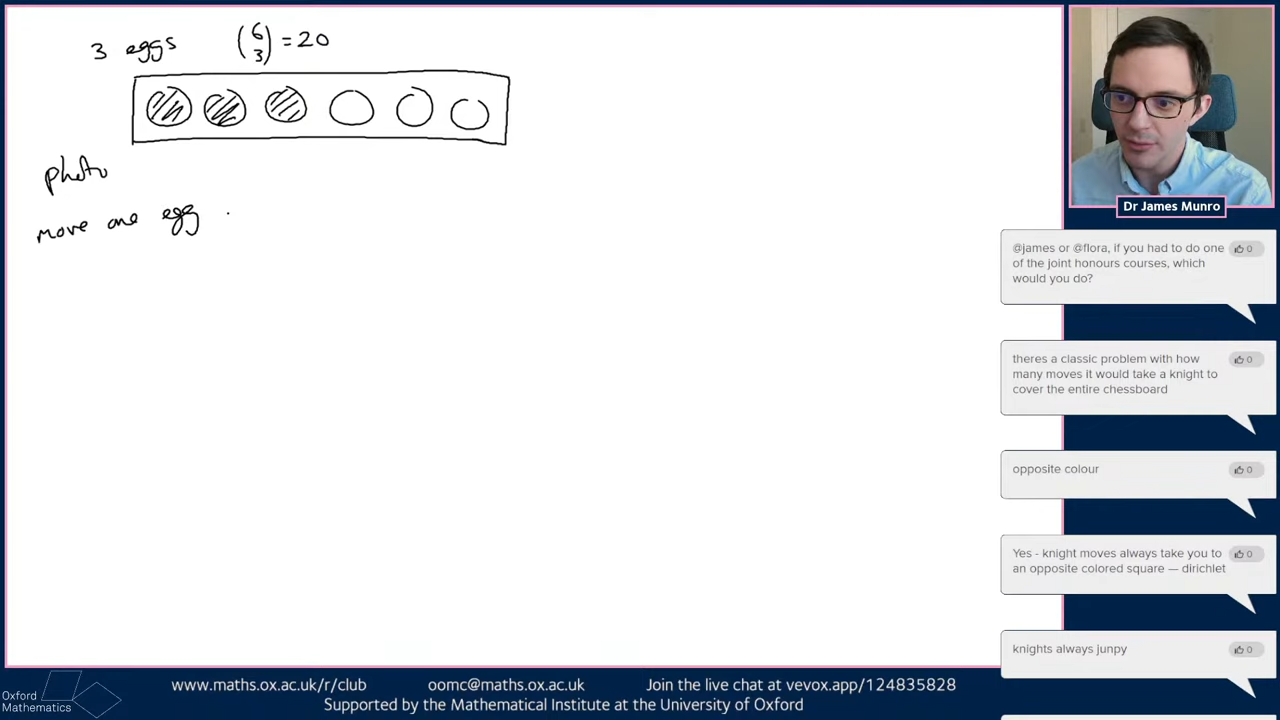 3 eggs (6 3) = 20
photo
move one egg
Dr James Munro
@james or @flora, if you had to do one
of the joint honours courses, which
would you do?
0
theres a classic problem with how
many moves it would take a knight to
cover the entire chessboard
0
opposite colour
0
Yes - knight moves always take you to
an opposite colored square — dirichlet
0
knights always junpy
0
Oxford
Mathematics
www.maths.ox.ac.uk/r/club oomc@maths.ox.ac.uk Join the live chat at vevox.app/124835828
Supported by the Mathematical Institute at the University of Oxford